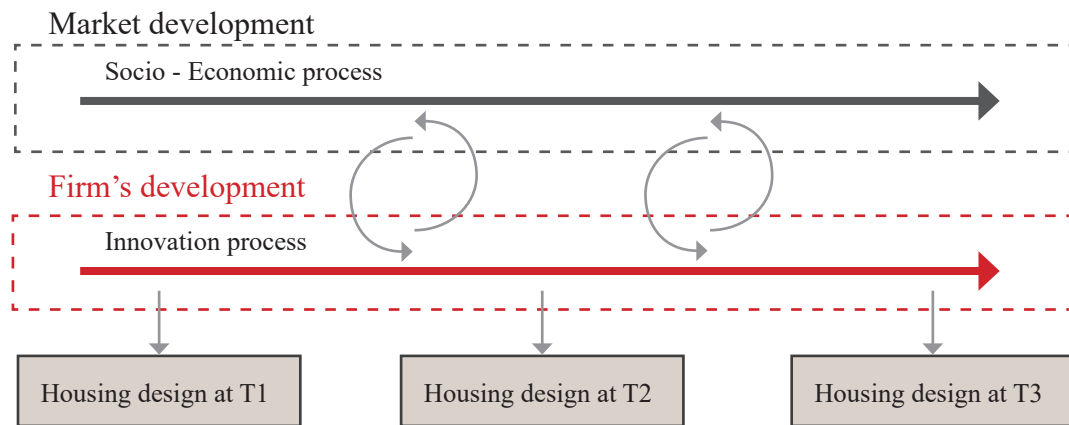 Market development
Socio - Economic process
Firm’s development
Innovation process
Housing design at T1
Housing design at T2
Housing design at T3